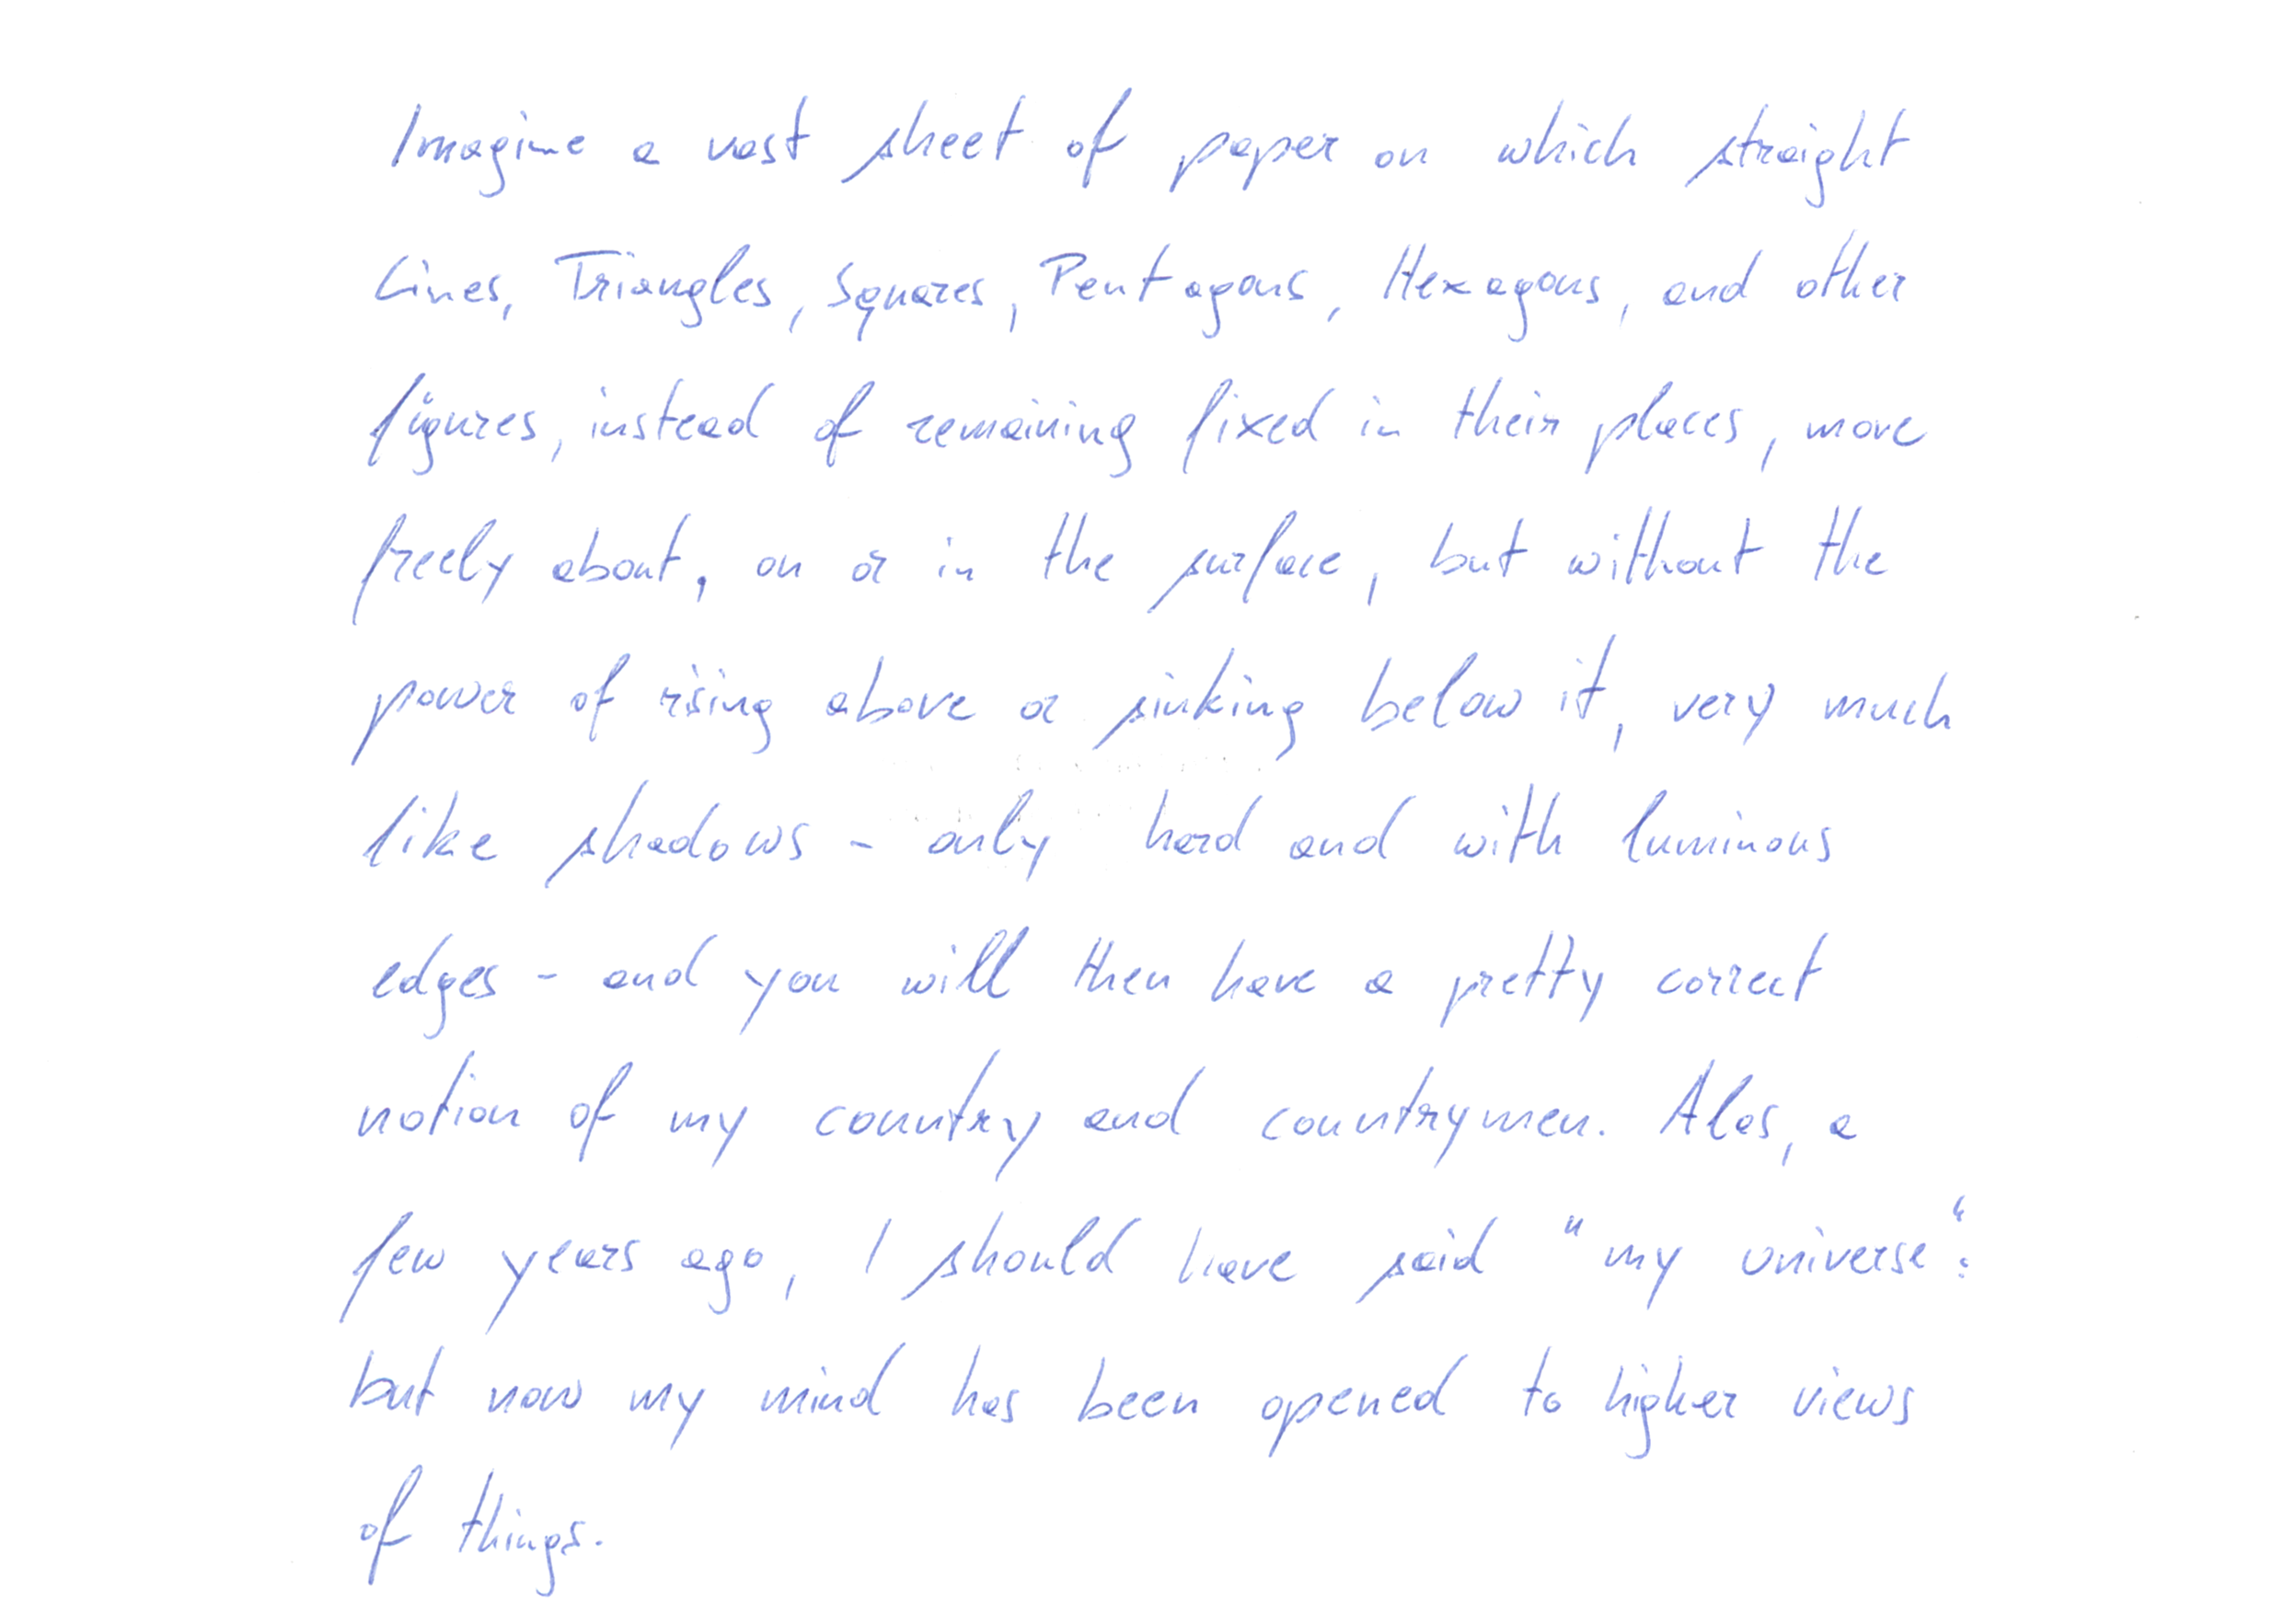 Imagine a vast sheet of paper on which straight
Lines, Triangles, Squares, Pentagons, Hexagons, and other
figures, instead of remaining fixed in their places, move
freely about, on or in the surface, but without the
power of rising above or sinking below it, very much
like shadows - only hard and with luminous
edges - and you will then have a pretty correct
notion of my country and countrymen. Alas, a
few years ago, I should have said "my universe":
but now my mind has been opened to higher views
of things.